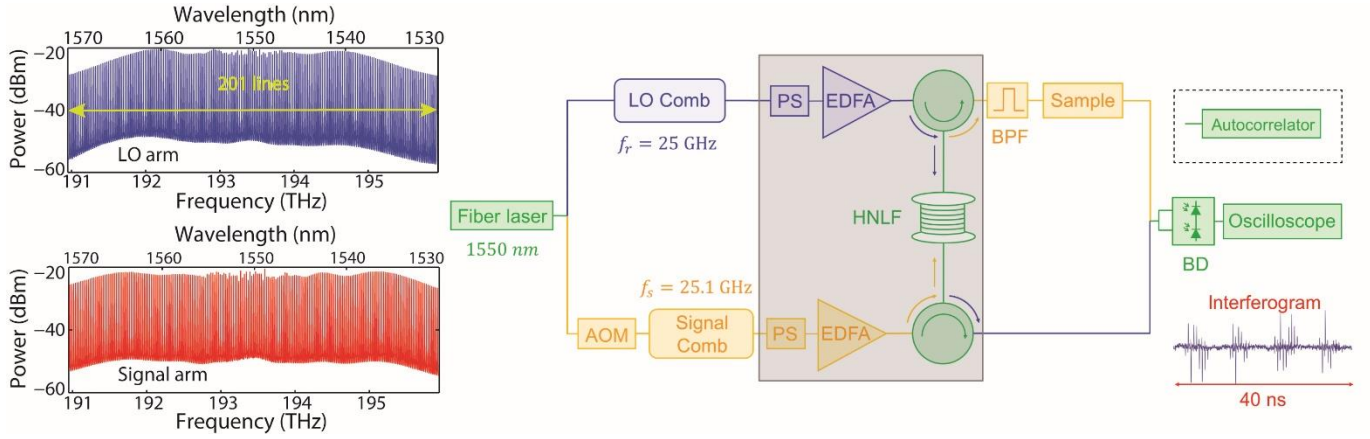 Wavelength (nm)
1570 1560 1550 1540 1530
−20
−40
−60
Power (dBm)
201 lines
LO arm
191 192 193 194 195
Frequency (THz)
Wavelength (nm)
1570 1560 1550 1540 1530
−20
−40
−60
Power (dBm)
Signal arm
191 192 193 194 195
Frequency (THz)
Fiber laser
1550 nm
LO Comb
f_r = 25 GHz
PS
EDFA
BPF
Sample
HNLF
f_s = 25.1 GHz
AOM
Signal
Comb
PS
EDFA
Autocorrelator
BD
Oscilloscope
Interferogram
40 ns